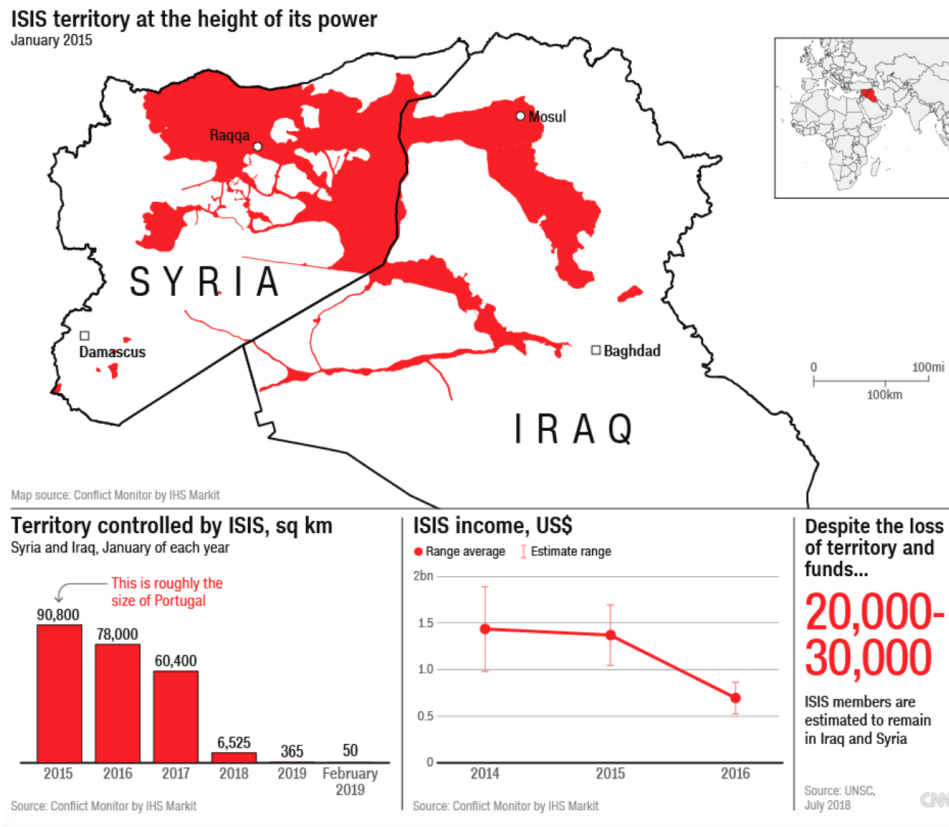 ISIS territory at the height of its power
January 2015
Raqqa
Mosul
SYRIA
Damascus
Baghdad
0 100mi
100km
IRAQ
Map source: Conflict Monitor by IHS Markit
Territory controlled by ISIS, sq km
Syria and Iraq, January of each year
This is roughly the
size of Portugal
90,800
78,000
60,400
6,525
365
50
2015
2016
2017
2018
2019
February
2019
Source: Conflict Monitor by IHS Markit
ISIS income, US$
Range average
Estimate range
2bn
1.5
1.0
0.5
0
2014
2015
2016
Source: Conflict Monitor by IHS Markit
Despite the loss
of territory and
funds...
20,000-
30,000
ISIS members are
estimated to remain
in Iraq and Syria
Source: UNSC,
July 2018
CNN